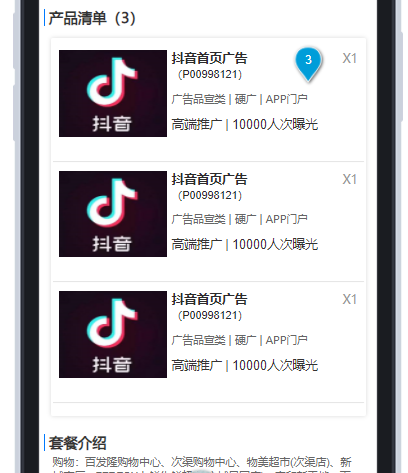 产品清单（3）
抖音首页广告
3
X1
（P00998121）
广告品宣类 | 硬广 | APP门户
高端推广 | 10000人次曝光
抖音
抖音首页广告
X1
（P00998121）
广告品宣类 | 硬广 | APP门户
高端推广 | 10000人次曝光
抖音
抖音首页广告
X1
（P00998121）
广告品宣类 | 硬广 | APP门户
高端推广 | 10000人次曝光
抖音
套餐介绍
购物：百发隆购物中心、次渠购物中心、物美超市(次渠店)、新